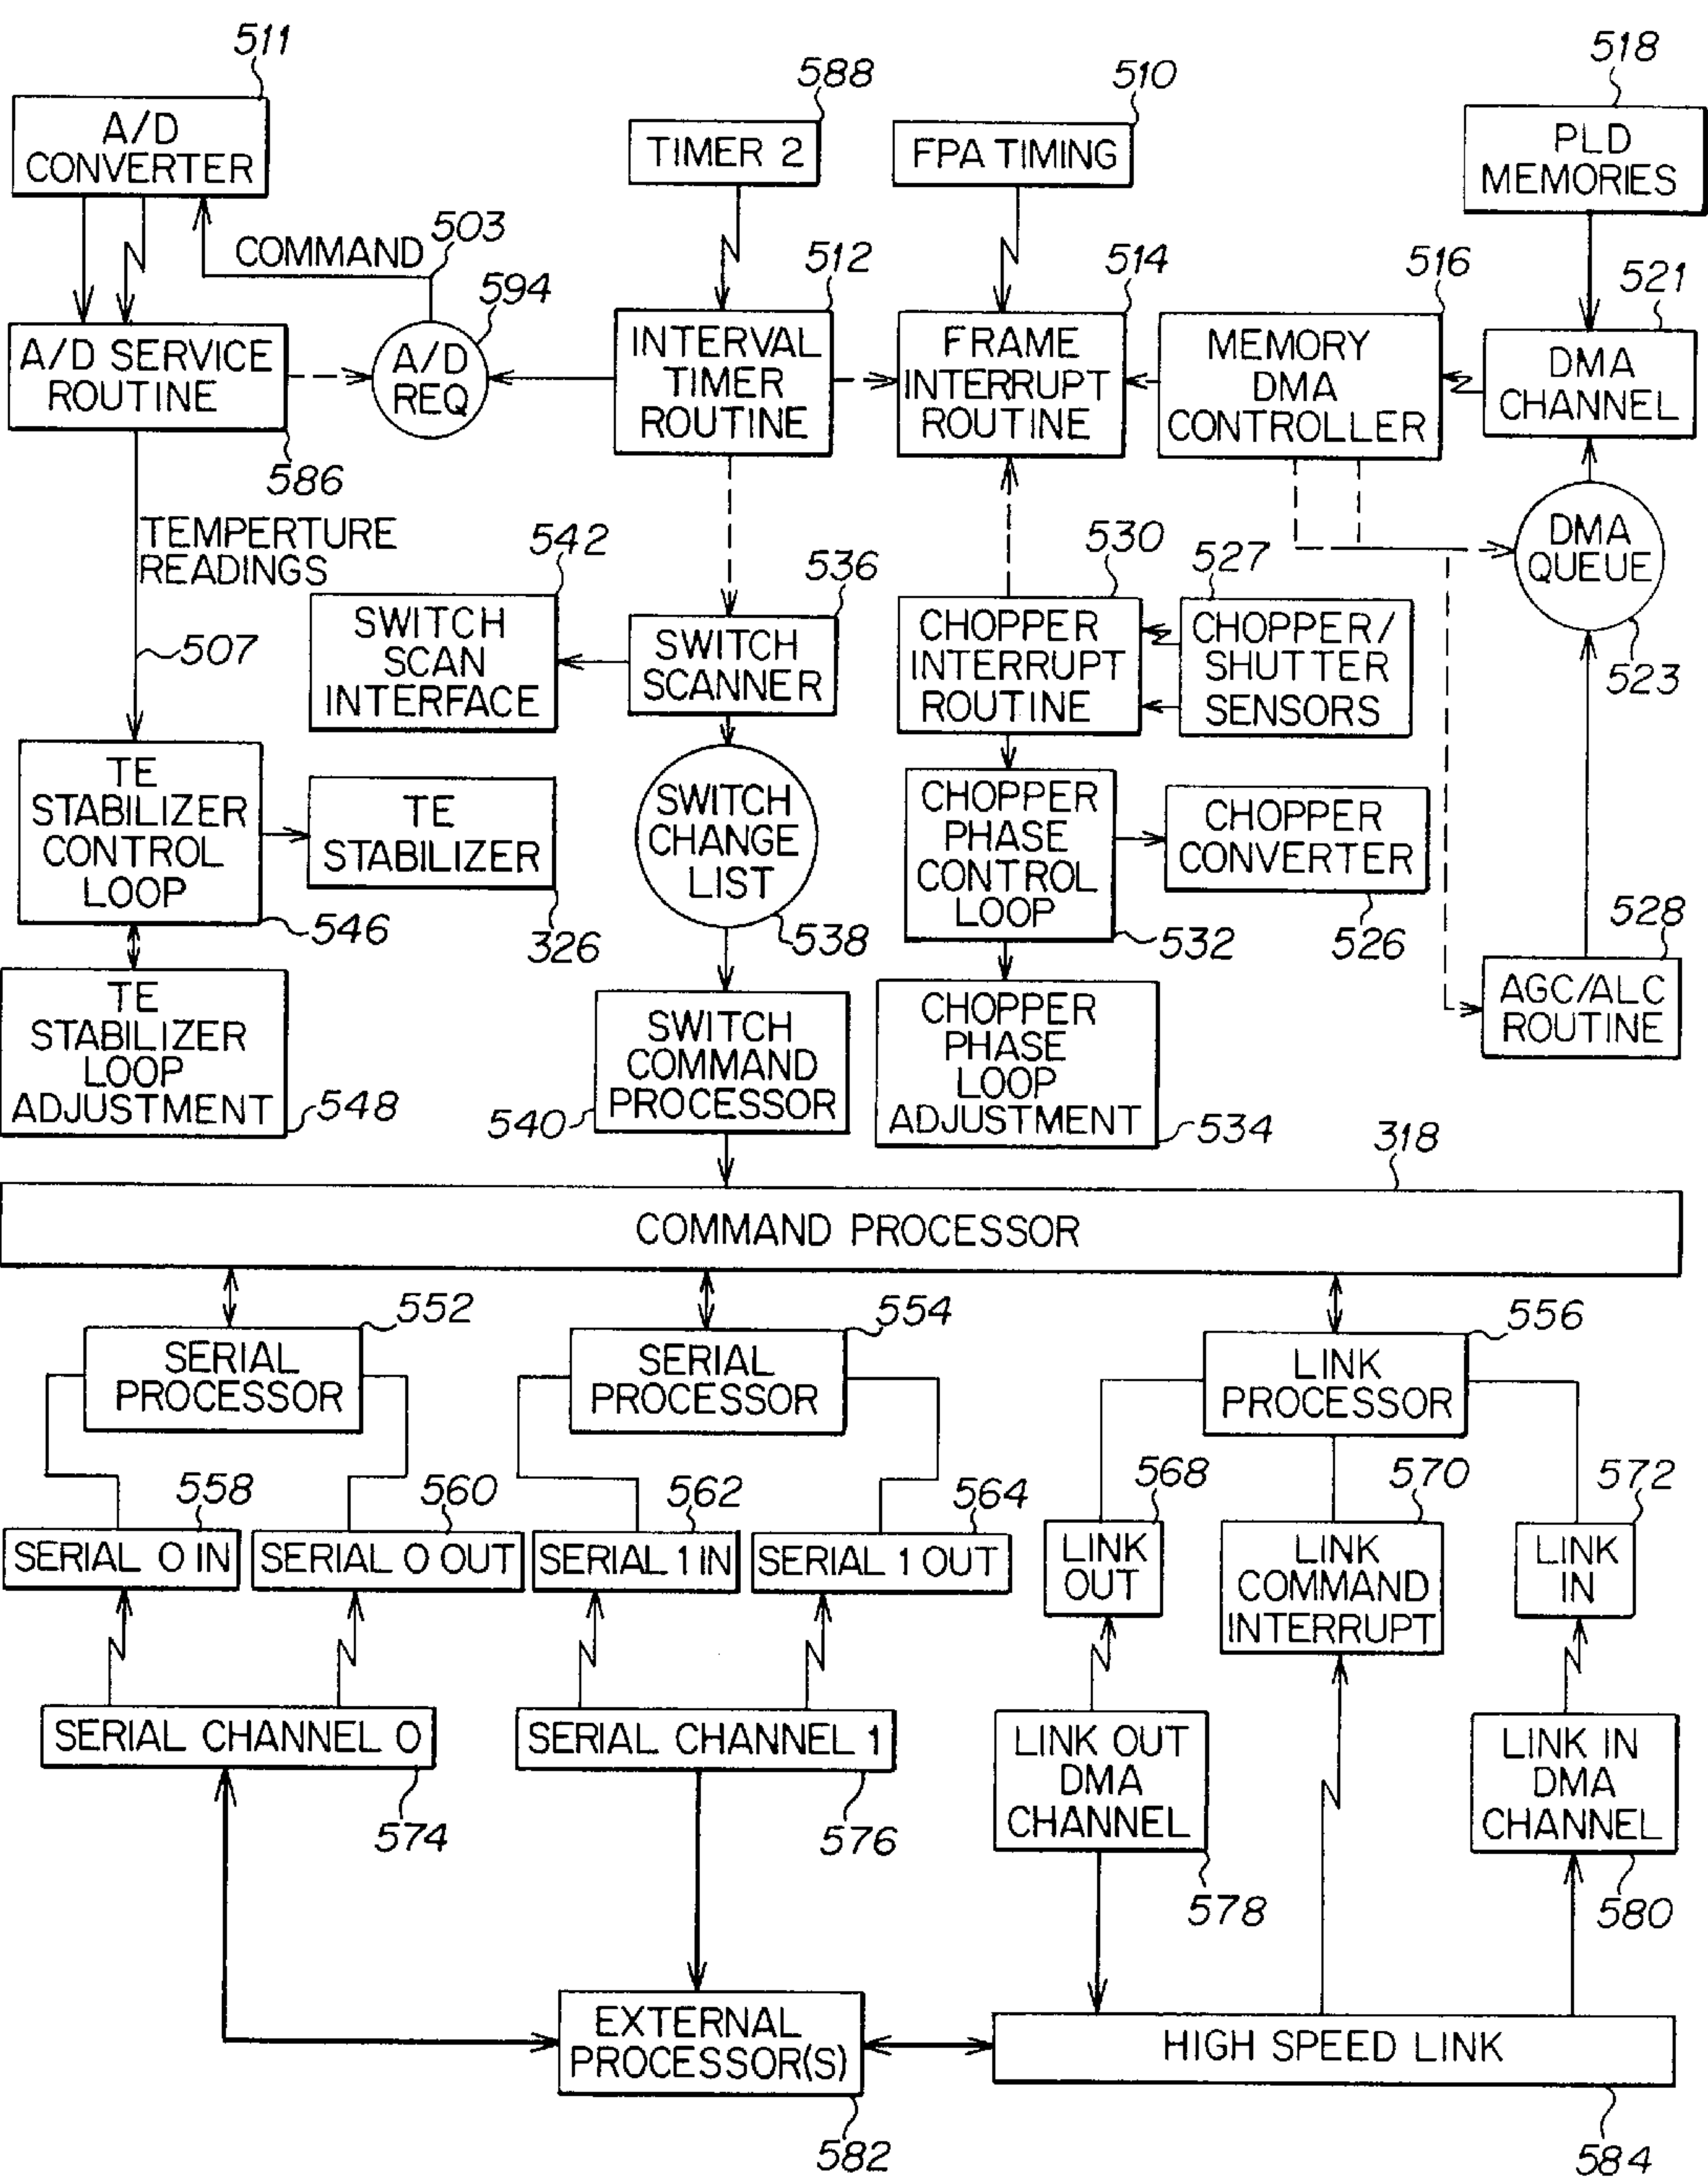 511
A/D
CONVERTER
588
TIMER 2
510
FPA TIMING
518
PLD
MEMORIES
COMMAND
503
594
512
514
516
521
A/D SERVICE
ROUTINE
A/D
REQ
INTERVAL
TIMER
ROUTINE
FRAME
INTERRUPT
ROUTINE
MEMORY
DMA
CONTROLLER
DMA
CHANNEL
586
TEMPERTURE
READINGS
507
542
SWITCH
SCAN
INTERFACE
536
SWITCH
SCANNER
530
CHOPPER
INTERRUPT
ROUTINE
527
CHOPPER/
SHUTTER
SENSORS
DMA
QUEUE
523
TE
STABILIZER
CONTROL
LOOP
546
TE
STABILIZER
326
SWITCH
CHANGE
LIST
538
CHOPPER
PHASE
CONTROL
LOOP
532
CHOPPER
CONVERTER
526
528
AGC/ALC
ROUTINE
TE
STABILIZER
LOOP
ADJUSTMENT
548
SWITCH
COMMAND
PROCESSOR
540
CHOPPER
PHASE
LOOP
ADJUSTMENT
534
318
COMMAND PROCESSOR
552
SERIAL
PROCESSOR
554
SERIAL
PROCESSOR
556
LINK
PROCESSOR
558
SERIAL 0 IN
560
SERIAL 0 OUT
562
SERIAL 1 IN
564
SERIAL 1 OUT
568
LINK
OUT
570
LINK
COMMAND
INTERRUPT
572
LINK
IN
SERIAL CHANNEL 0
574
SERIAL CHANNEL 1
576
LINK OUT
DMA
CHANNEL
578
LINK IN
DMA
CHANNEL
580
EXTERNAL
PROCESSOR(S)
582
HIGH SPEED LINK
584